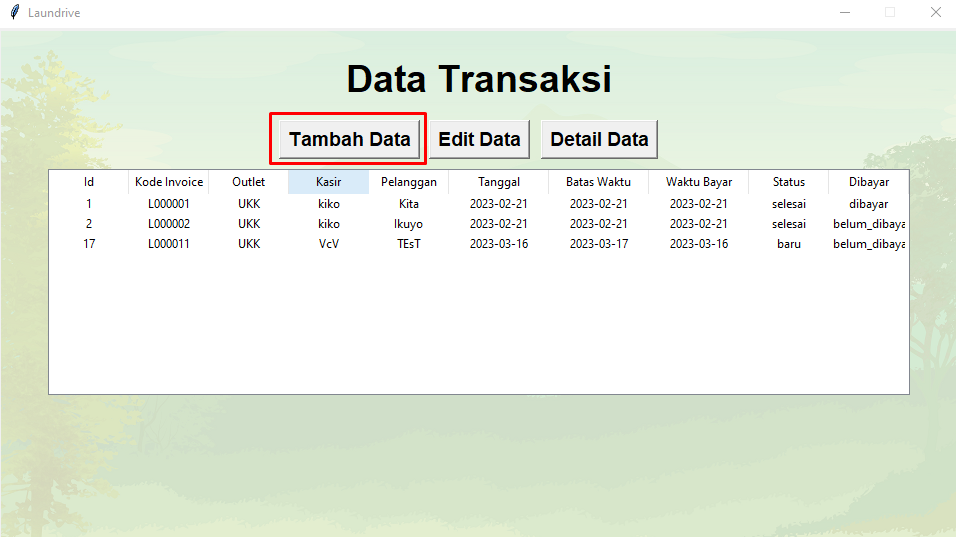 Laundrive
Data Transaksi
Tambah Data Edit Data Detail Data
Id Kode Invoice Outlet Kasir Pelanggan Tanggal Batas Waktu Waktu Bayar Status Dibayar
1 L000001 UKK kiko Kita 2023-02-21 2023-02-21 2023-02-21 selesai dibayar
2 L000002 UKK kiko Ikuyo 2023-02-21 2023-02-21 2023-02-21 selesai belum_dibaya
17 L000011 UKK VcV TEsT 2023-03-16 2023-03-17 2023-03-16 baru belum_dibaya